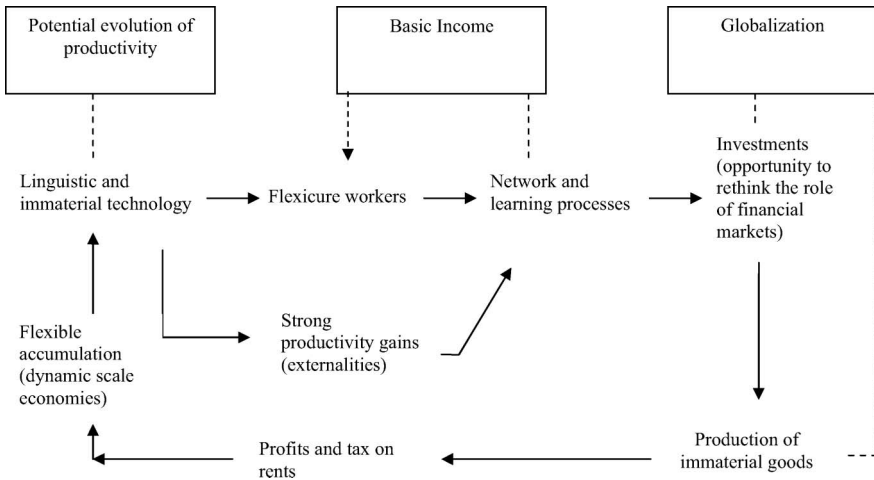 Potential evolution of
productivity
Basic Income
Globalization
Linguistic and
immaterial technology
Flexicure workers
Network and
learning processes
Investments
(opportunity to
rethink the role
of financial
markets)
Flexible
accumulation
(dynamic scale
economies)
Strong
productivity gains
(externalities)
Profits and tax on
rents
Production of
immaterial goods